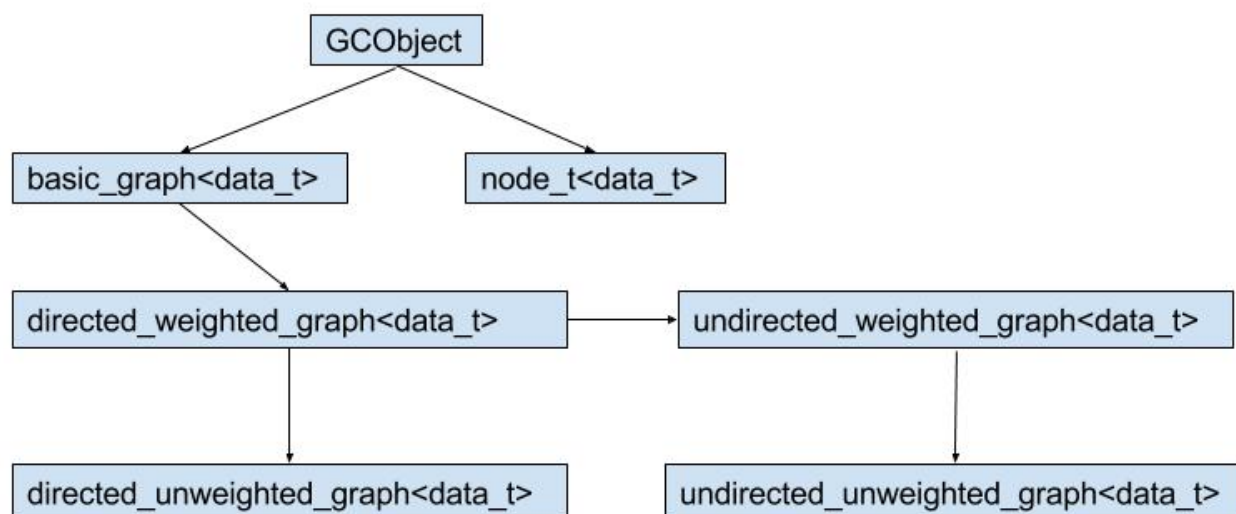 GCObject
basic_graph<data_t>
node_t<data_t>
directed_weighted_graph<data_t>
undirected_weighted_graph<data_t>
directed_unweighted_graph<data_t>
undirected_unweighted_graph<data_t>